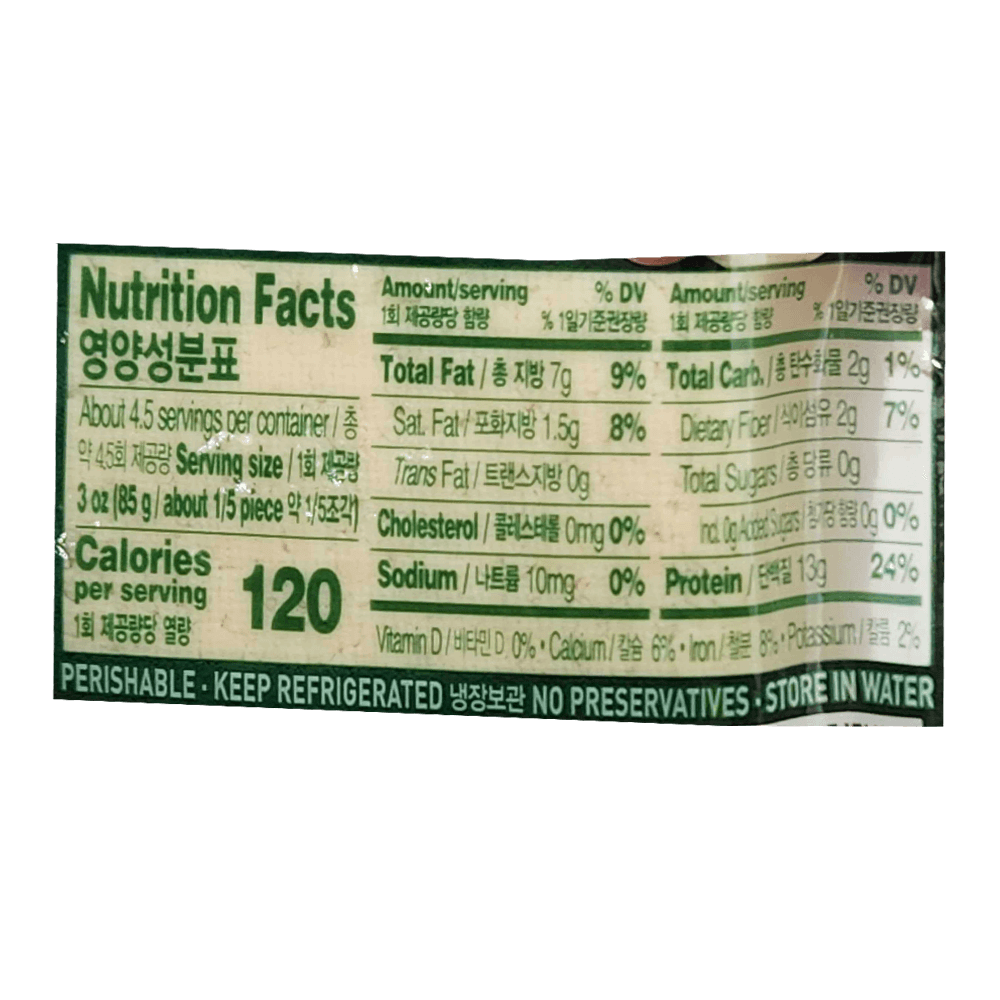 Nutrition Facts
영양성분표
About 4.5 servings per container / 총
약 4.5회 제공량 Serving size / 1회 제공량
3 oz (85 g / about 1/5 piece 약 1/5조각)
Calories
per serving
1회 제공량당 열량
120
Amount/serving % DV
1회 제공량당 함량 % 1일기준권장량
Total Fat / 총 지방 7g 9%
Sat. Fat / 포화지방 1.5g 8%
Trans Fat / 트랜스지방 0g
Cholesterol / 콜레스테롤 0mg 0%
Sodium / 나트륨 10mg 0%
Amount/serving % DV
1회 제공량당 함량 % 1일기준권장량
Total Carb. / 총 탄수화물 2g 1%
Dietary Fiber / 식이섬유 2g 7%
Total Sugars / 총 당류 0g
Incl. 0g Added Sugars / 첨가당 함량 0g 0%
Protein / 단백질 13g 24%
Vitamin D / 비타민 D 0% • Calcium / 칼슘 6% • Iron / 철분 8% • Potassium / 칼륨 2%
PERISHABLE · KEEP REFRIGERATED 냉장보관 NO PRESERVATIVES · STORE IN WATER